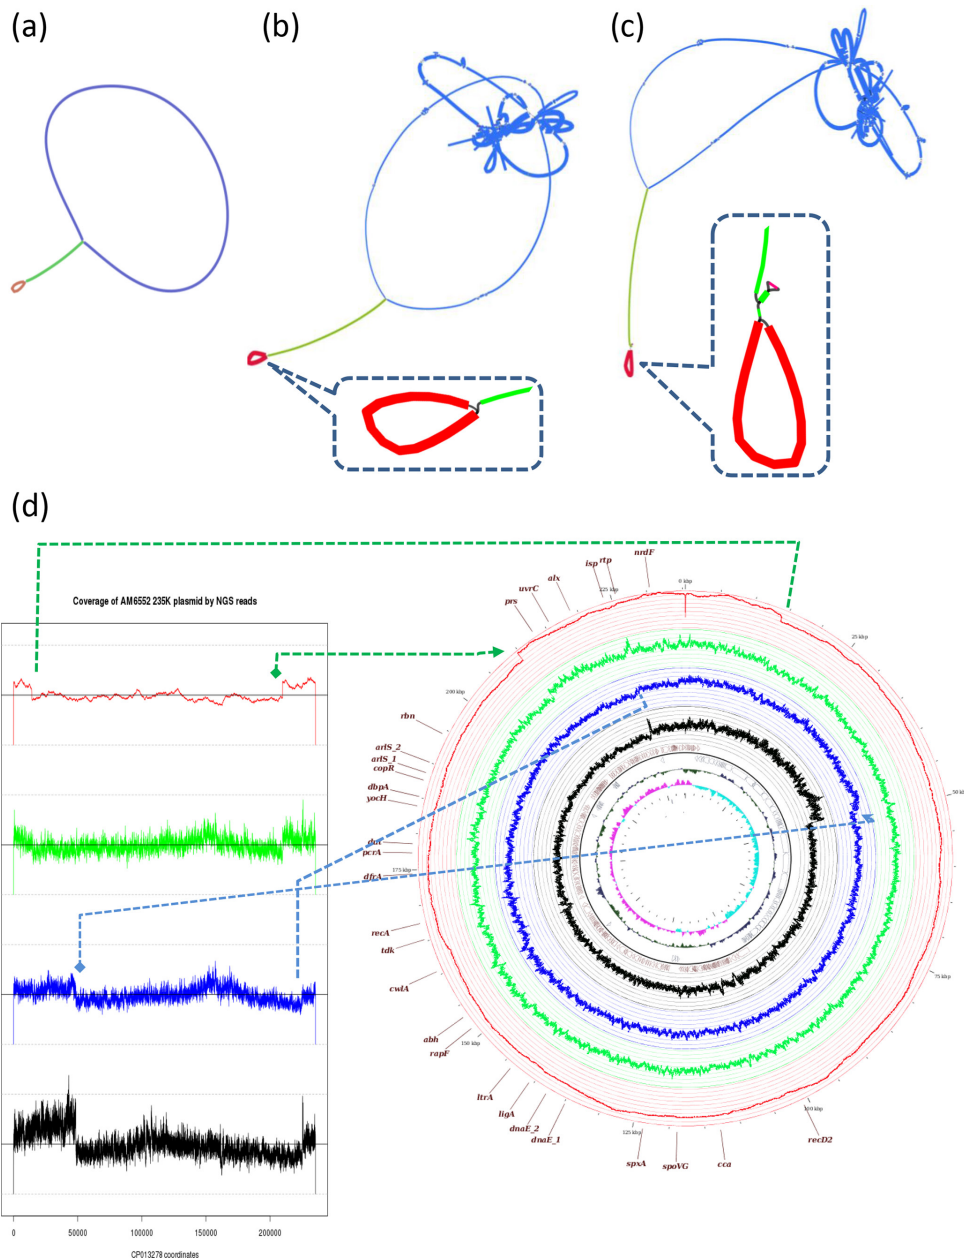 (a)
(b)
(c)
(d)
Coverage of AM6552 235K plasmid by NGS reads
0
50000
100000
150000
200000
CP013278 coordinates
nrdF
rtp
isp
alx
uvrC
prs
0 kbp
225 kbp
25 kbp
200 kbp
rbn
arlS_2
arlS_1
copR
dbpA
yocH
50 kb
pcrA
175 kbp
dfrA
recA
tdk
cwlA
75 kbp
abh
150 kbp
rapF
ltrA
ligA
dnaE_2
dnaE_1
100 kbp
125 kbp
recD2
spxA
spoVG
cca